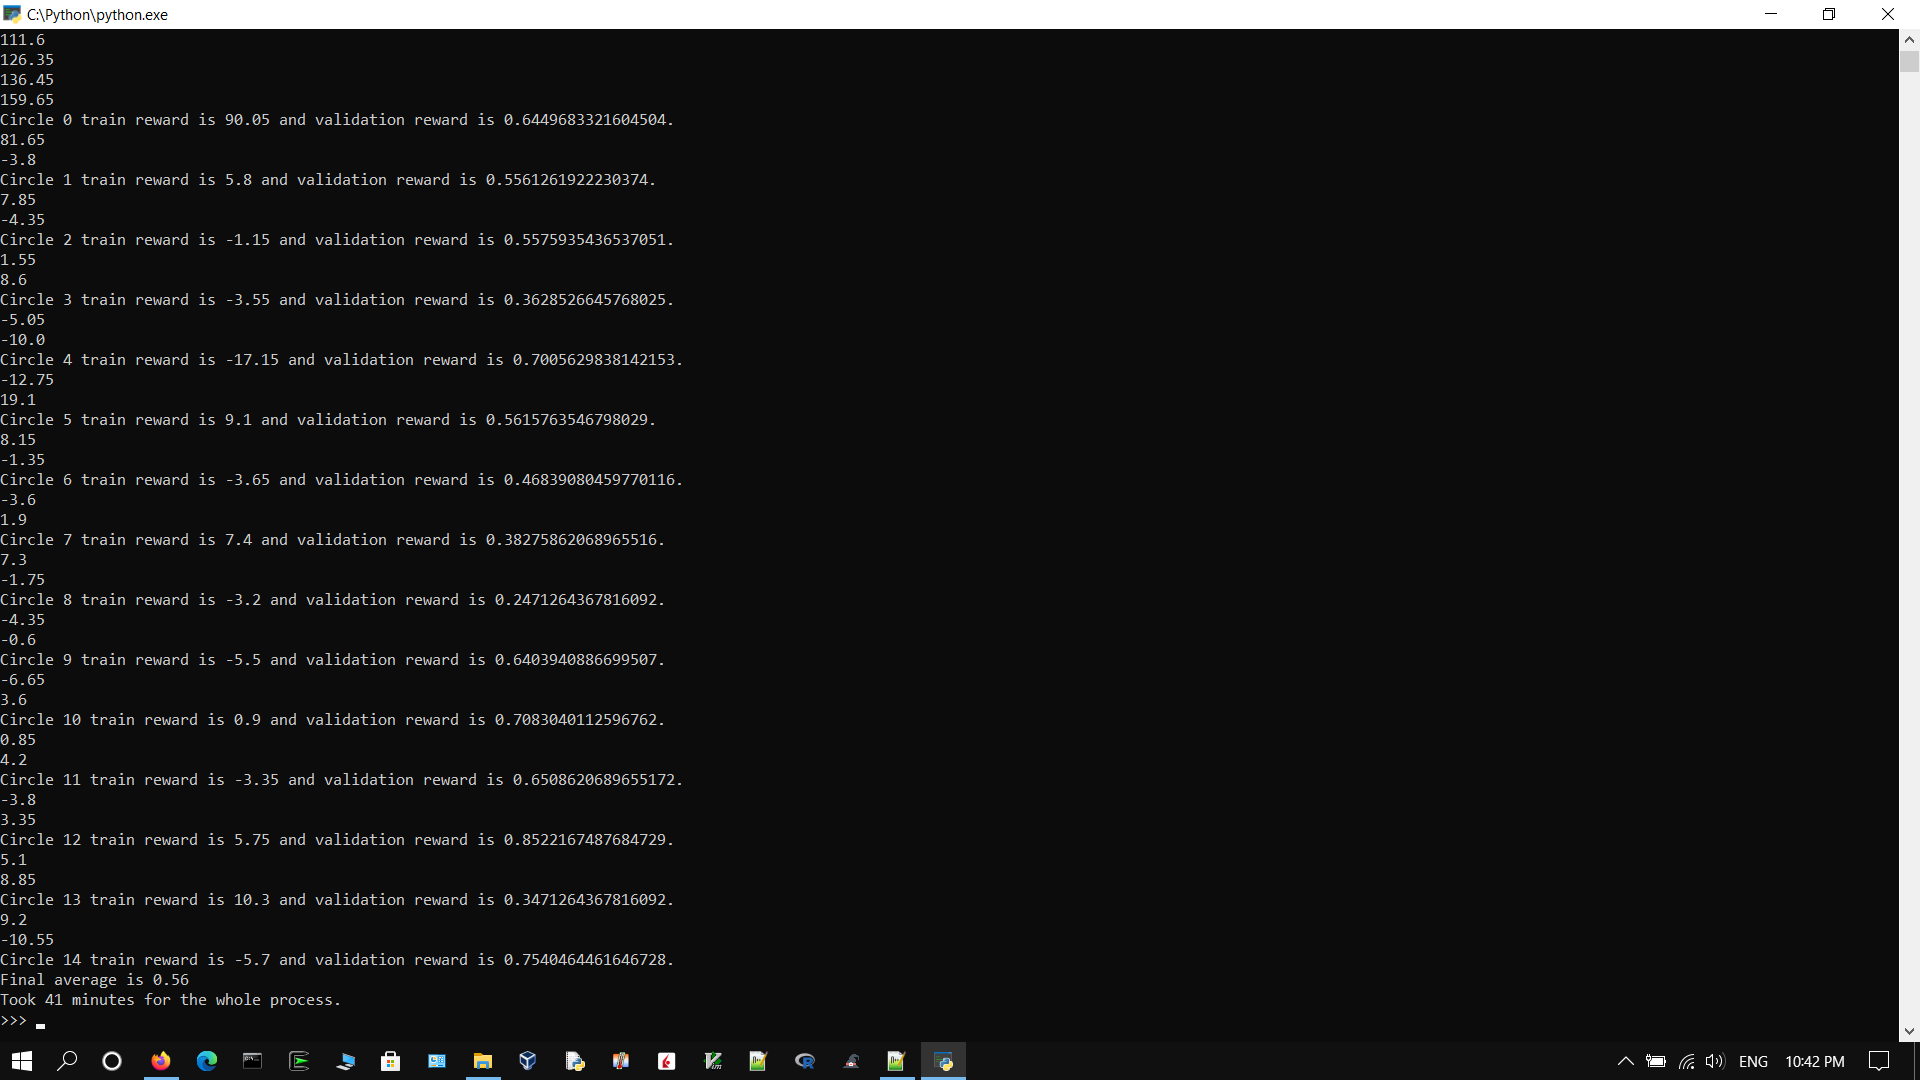 C:\Python\python.exe
111.6
126.35
136.45
159.65
Circle 0 train reward is 90.05 and validation reward is 0.6449683321604504.
81.65
-3.8
Circle 1 train reward is 5.8 and validation reward is 0.5561261922230374.
7.85
-4.35
Circle 2 train reward is -1.15 and validation reward is 0.5575935436537051.
1.55
8.6
Circle 3 train reward is -3.55 and validation reward is 0.3628526645768025.
-5.05
-10.0
Circle 4 train reward is -17.15 and validation reward is 0.7005629838142153.
-12.75
19.1
Circle 5 train reward is 9.1 and validation reward is 0.5615763546798029.
8.15
-1.35
Circle 6 train reward is -3.65 and validation reward is 0.46839080459770116.
-3.6
1.9
Circle 7 train reward is 7.4 and validation reward is 0.38275862068965516.
7.3
-1.75
Circle 8 train reward is -3.2 and validation reward is 0.2471264367816092.
-4.35
-0.6
Circle 9 train reward is -5.5 and validation reward is 0.6403940886699507.
-6.65
3.6
Circle 10 train reward is 0.9 and validation reward is 0.7083040112596762.
0.85
4.2
Circle 11 train reward is -3.35 and validation reward is 0.6508620689655172.
-3.8
3.35
Circle 12 train reward is 5.75 and validation reward is 0.8522167487684729.
5.1
8.85
Circle 13 train reward is 10.3 and validation reward is 0.3471264367816092.
9.2
-10.55
Circle 14 train reward is -5.7 and validation reward is 0.7540464461646728.
Final average is 0.56
Took 41 minutes for the whole process.
>>>
ENG 10:42 PM